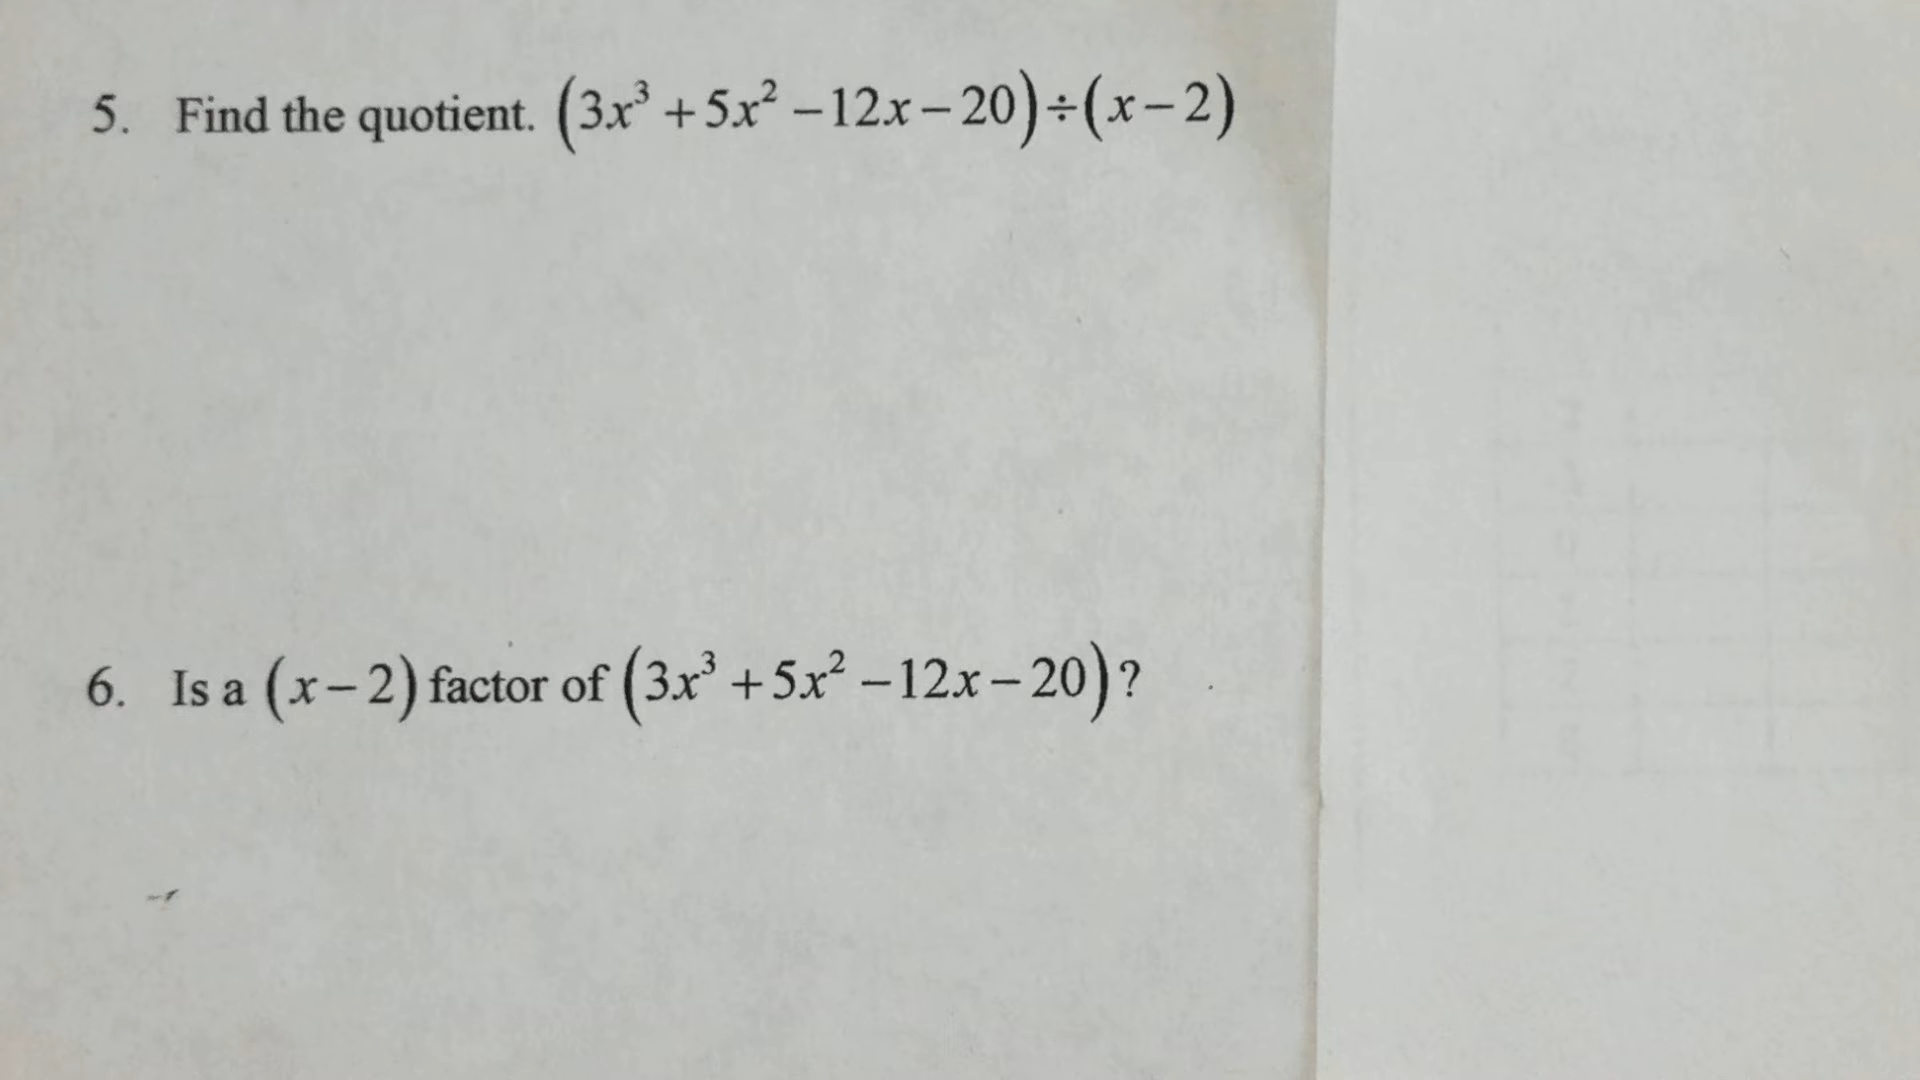 5. Find the quotient. (3x³ + 5x² − 12x − 20) ÷ (x − 2)
6. Is a (x − 2) factor of (3x³ + 5x² − 12x − 20)?